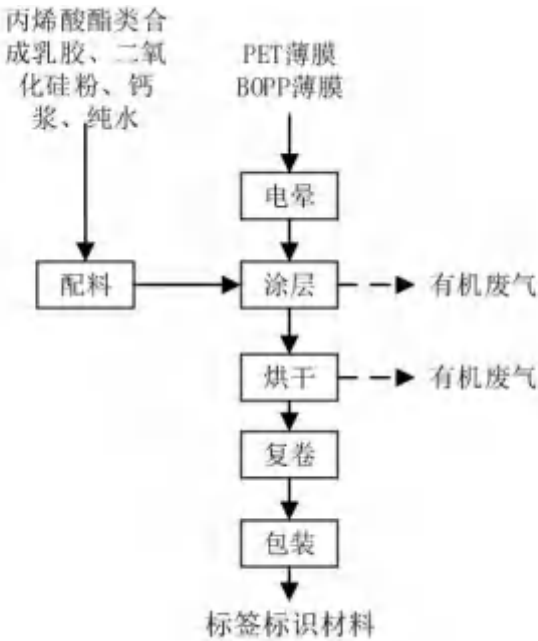 丙烯酸酯类合
成乳胶、二氧
化硅粉、钙
浆、纯水
PET薄膜
BOPP薄膜
电晕
配料
涂层
有机废气
烘干
有机废气
复卷
包装
标签标识材料